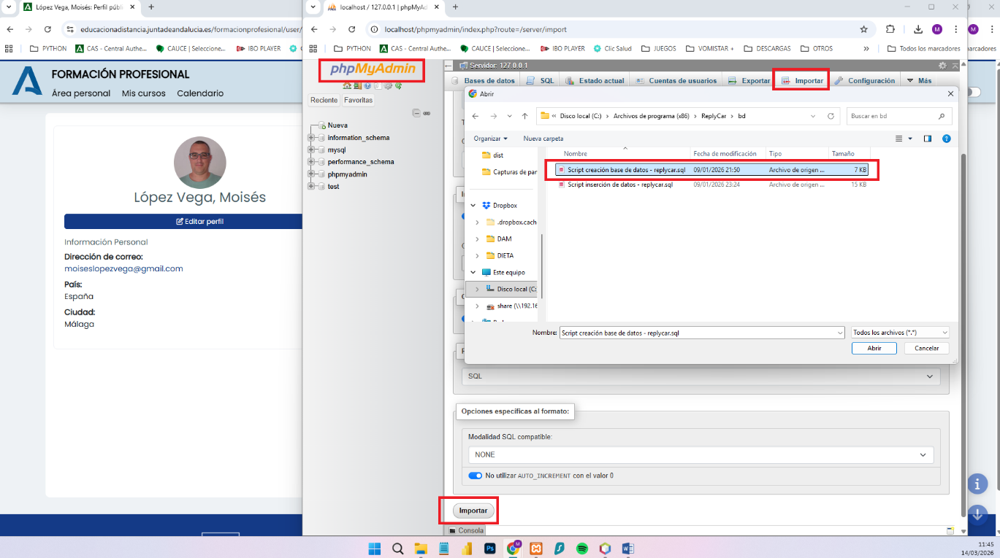 López Vega, Moisés: Perfil públi
localhost / 127.0.0.1 | phpMyAd
educacionadistancia.juntadeandalucia.es/formacionprofesional/user/
localhost/phpmyadmin/index.php?route=/server/import
M
M
PYTHON
CAS - Central Authe...
CAUCE | Seleccione...
IBO PLAYER
PYTHON
CAS - Central Authe...
CAUCE | Seleccione...
IBO PLAYER
Clic Salud
JUEGOS
VOMISTAR +
DESCARGAS
OTROS
Todos los marcadores
marcadores
FORMACIÓN PROFESIONAL
Área personal
Mis cursos
Calendario
López Vega, Moisés
Editar perfil
Información Personal
Dirección de correo:
moiseslopezvega@gmail.com
País:
España
Ciudad:
Málaga
phpMyAdmin
Reciente
Favoritas
Nueva
information_schema
mysql
performance_schema
phpmyadmin
test
Servidor: 127.0.0.1
Bases de datos
SQL
Estado actual
Cuentas de usuarios
Exportar
Importar
Configuración
Más
Abrir
Disco local (C:)
Archivos de programa (x86)
ReplyCar
bd
Buscar en bd
Organizar
Nueva carpeta
dist
Capturas de par
Dropbox
.dropbox.cache
DAM
DIETA
Este equipo
Disco local (C:
share (\\192.16
Nombre
Fecha de modificación
Tipo
Tamaño
Script creación base de datos - replycar.sql
09/01/2026 21:50
Archivo de origen ...
7 KB
Script inserción de datos - replycar.sql
09/01/2026 23:24
Archivo de origen ...
15 KB
Nombre:
Script creación base de datos - replycar.sql
Todos los archivos (*.*)
Abrir
Cancelar
SQL
Opciones específicas al formato:
Modalidad SQL compatible:
NONE
No utilizar AUTO_INCREMENT con el valor 0
Importar
Consola
Ps
M
11:45
14/03/2026